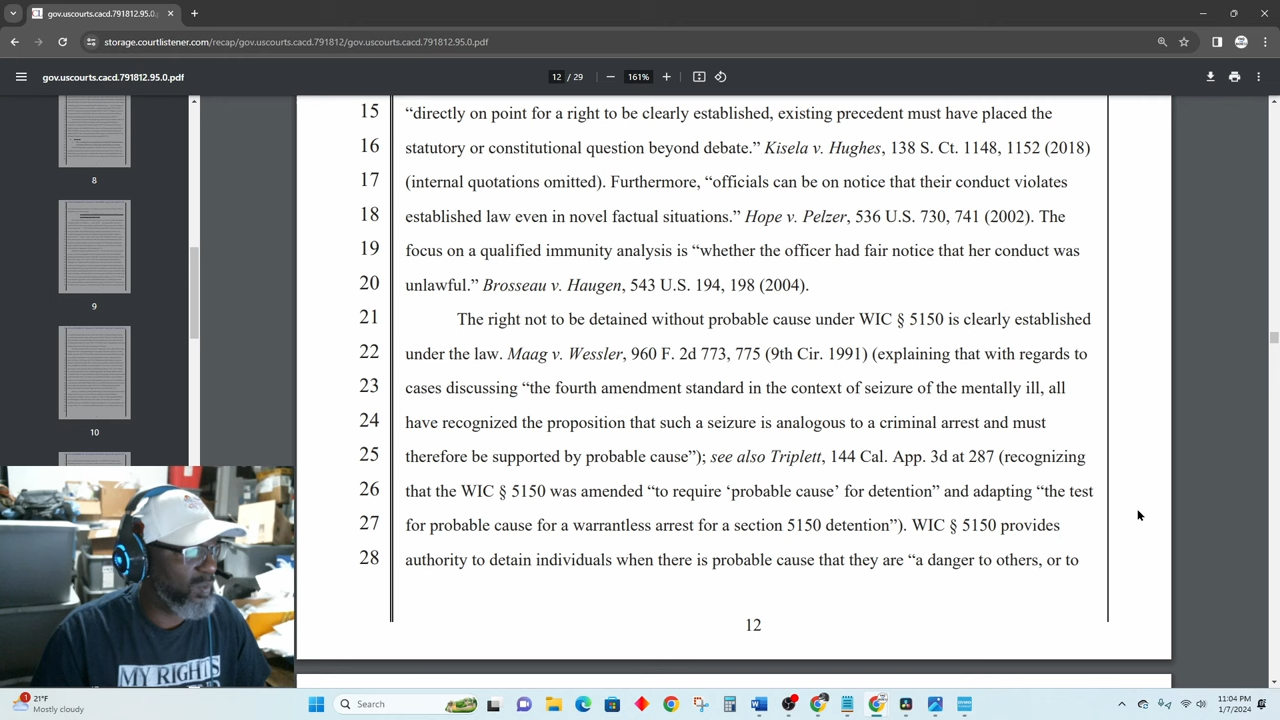 gov.uscourts.cacd.791812.95.0.p
storage.courtlistener.com/recap/gov.uscourts.cacd.791812/gov.uscourts.cacd.791812.95.0.pdf
gov.uscourts.cacd.791812.95.0.pdf
12 / 29
161%
8
9
10
15 “directly on point for a right to be clearly established, existing precedent must have placed the
16 statutory or constitutional question beyond debate.” Kisela v. Hughes, 138 S. Ct. 1148, 1152 (2018)
17 (internal quotations omitted). Furthermore, “officials can be on notice that their conduct violates
18 established law even in novel factual situations.” Hope v. Pelzer, 536 U.S. 730, 741 (2002). The
19 focus on a qualified immunity analysis is “whether the officer had fair notice that her conduct was
20 unlawful.” Brosseau v. Haugen, 543 U.S. 194, 198 (2004).
21 The right not to be detained without probable cause under WIC § 5150 is clearly established
22 under the law. Maag v. Wessler, 960 F. 2d 773, 775 (9th Cir. 1991) (explaining that with regards to
23 cases discussing “the fourth amendment standard in the context of seizure of the mentally ill, all
24 have recognized the proposition that such a seizure is analogous to a criminal arrest and must
25 therefore be supported by probable cause”); see also Triplett, 144 Cal. App. 3d at 287 (recognizing
26 that the WIC § 5150 was amended “to require ‘probable cause’ for detention” and adapting “the test
27 for probable cause for a warrantless arrest for a section 5150 detention”). WIC § 5150 provides
28 authority to detain individuals when there is probable cause that they are “a danger to others, or to
12
MY RIGHTS
1
21°F
Mostly cloudy
Search
11:04 PM
1/7/2024